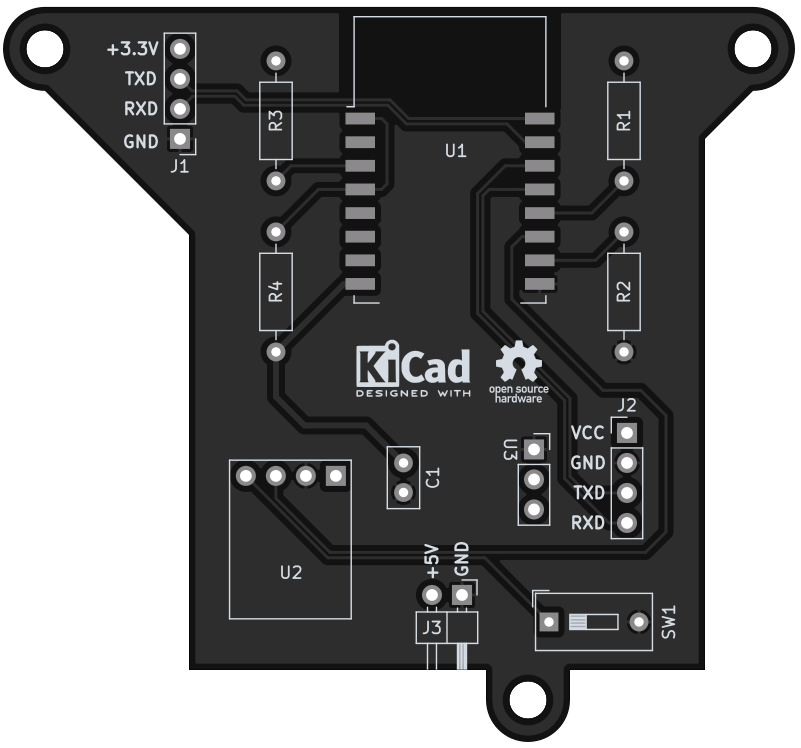 +3.3V
TXD
RXD
GND
J1
R3
R1
U1
R4
R2
KiCad
DESIGNED WITH
open source
hardware
J2
VCC
GND
TXD
RXD
U3
C1
U2
+5V
GND
J3
SW1